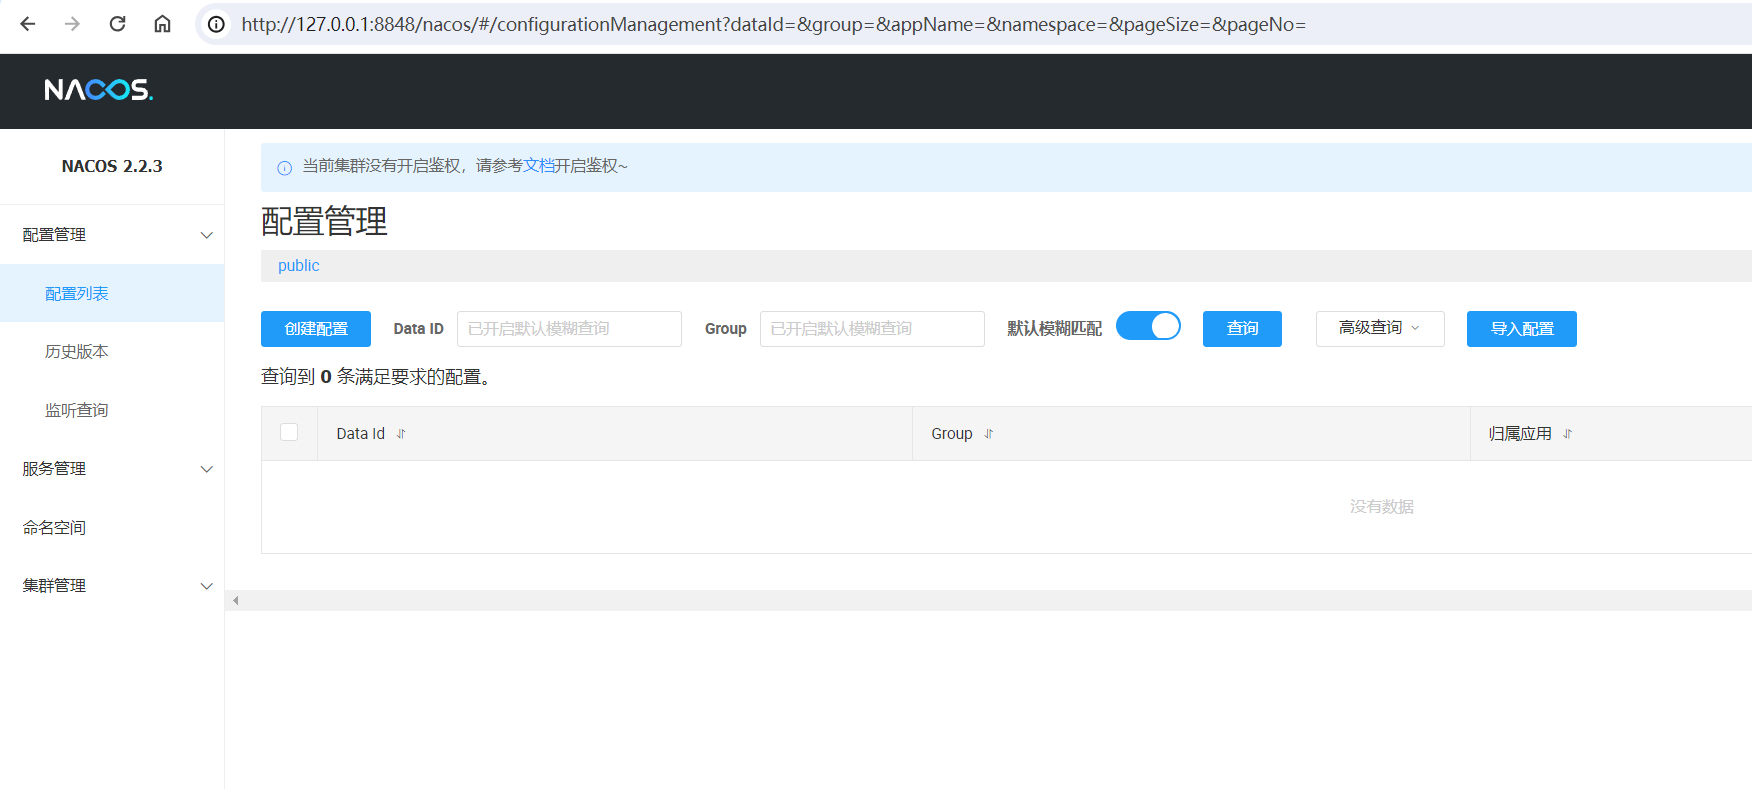 http://127.0.0.1:8848/nacos/#/configurationManagement?dataId=&group=&appName=&namespace=&pageSize=&pageNo=
NACOS.
NACOS 2.2.3
配置管理
配置列表
历史版本
监听查询
服务管理
命名空间
集群管理
当前集群没有开启鉴权，请参考文档开启鉴权~
配置管理
public
创建配置 Data ID 已开启默认模糊查询 Group 已开启默认模糊查询 默认模糊匹配 查询 高级查询 导入配置
查询到 0 条满足要求的配置。
Data Id Group 归属应用
没有数据